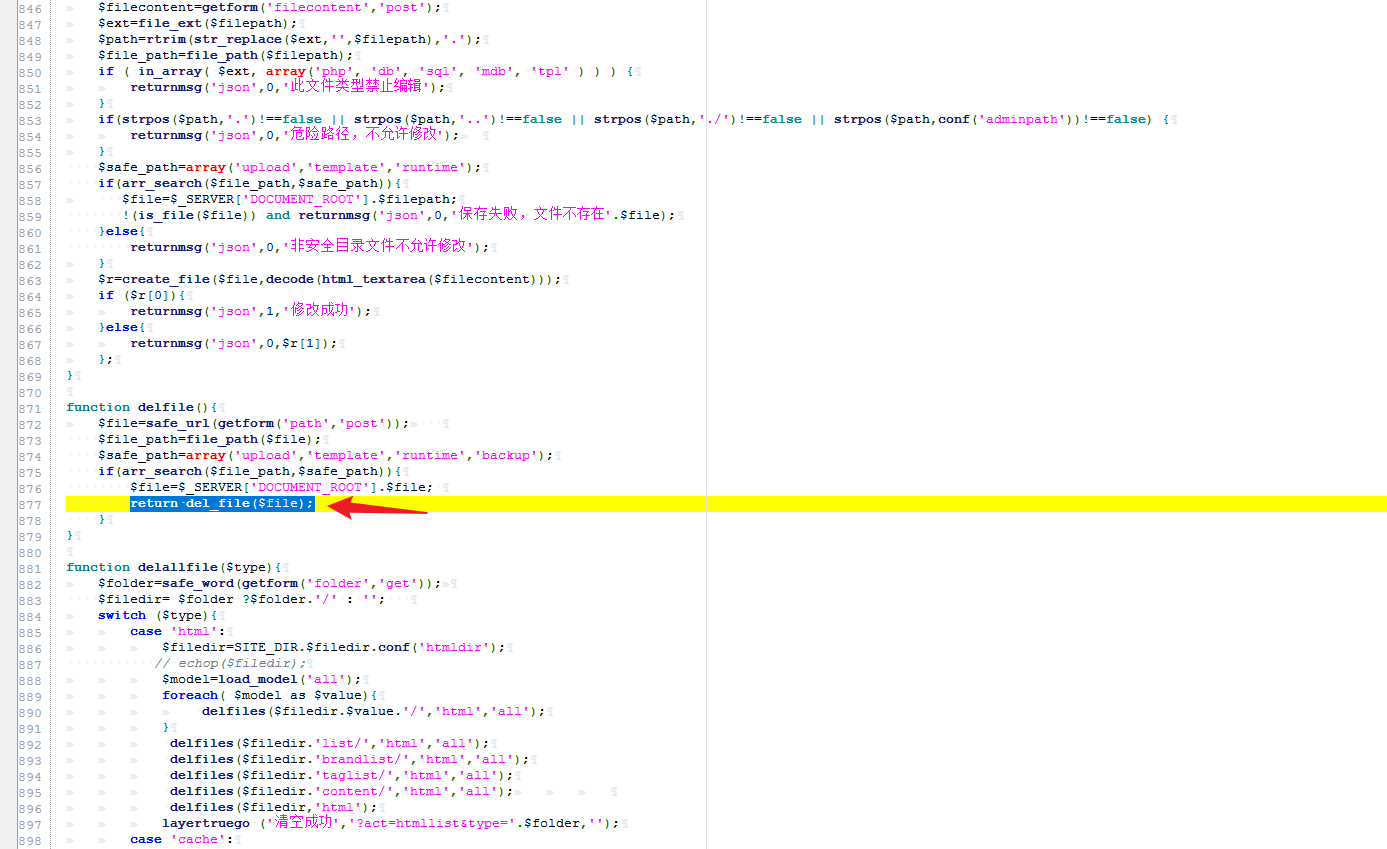 846 $filecontent=getform('filecontent','post');
847 $ext=file_ext($filepath);
848 $path=rtrim(str_replace($ext,'',$filepath),'.');
849 $file_path=file_path($filepath);
850 if ( in_array( $ext, array('php', 'db', 'sql', 'mdb', 'tpl' ) ) ) {
851 returnmsg('json',0,'此文件类型禁止编辑');
852 }
853 if(strpos($path,'.')!==false || strpos($path,'..')!==false || strpos($path,'./')!==false || strpos($path,conf('adminpath'))!==false) {
854 returnmsg('json',0,'危险路径，不允许修改');
855 }
856 $safe_path=array('upload','template','runtime');
857 if(arr_search($file_path,$safe_path)){
858 $file=$_SERVER['DOCUMENT_ROOT'].$filepath;
859 !(is_file($file)) and returnmsg('json',0,'保存失败，文件不存在'.$file);
860 }else{
861 returnmsg('json',0,'非安全目录文件不允许修改');
862 }
863 $r=create_file($file,decode(html_textarea($filecontent)));
864 if ($r[0]){
865 returnmsg('json',1,'修改成功');
866 }else{
867 returnmsg('json',0,$r[1]);
868 };
869 }
870
871 function delfile(){
872 $file=safe_url(getform('path','post'));
873 $file_path=file_path($file);
874 $safe_path=array('upload','template','runtime','backup');
875 if(arr_search($file_path,$safe_path)){
876 $file=$_SERVER['DOCUMENT_ROOT'].$file;
877 return del_file($file);
878 }
879 }
880
881 function delallfile($type){
882 $folder=safe_word(getform('folder','get'));
883 $filedir= $folder ?$folder.'/' : '';
884 switch ($type){
885 case 'html':
886 $filedir=SITE_DIR.$filedir.conf('htmldir');
887 // echop($filedir);
888 $model=load_model('all');
889 foreach( $model as $value){
890 delfiles($filedir.$value.'/','html','all');
891 }
892 delfiles($filedir.'list/','html','all');
893 delfiles($filedir.'brandlist/','html','all');
894 delfiles($filedir.'taglist/','html','all');
895 delfiles($filedir.'content/','html','all');
896 delfiles($filedir,'html');
897 layertruego ('清空成功','?act=htmllist&type='.$folder,'');
898 case 'cache':